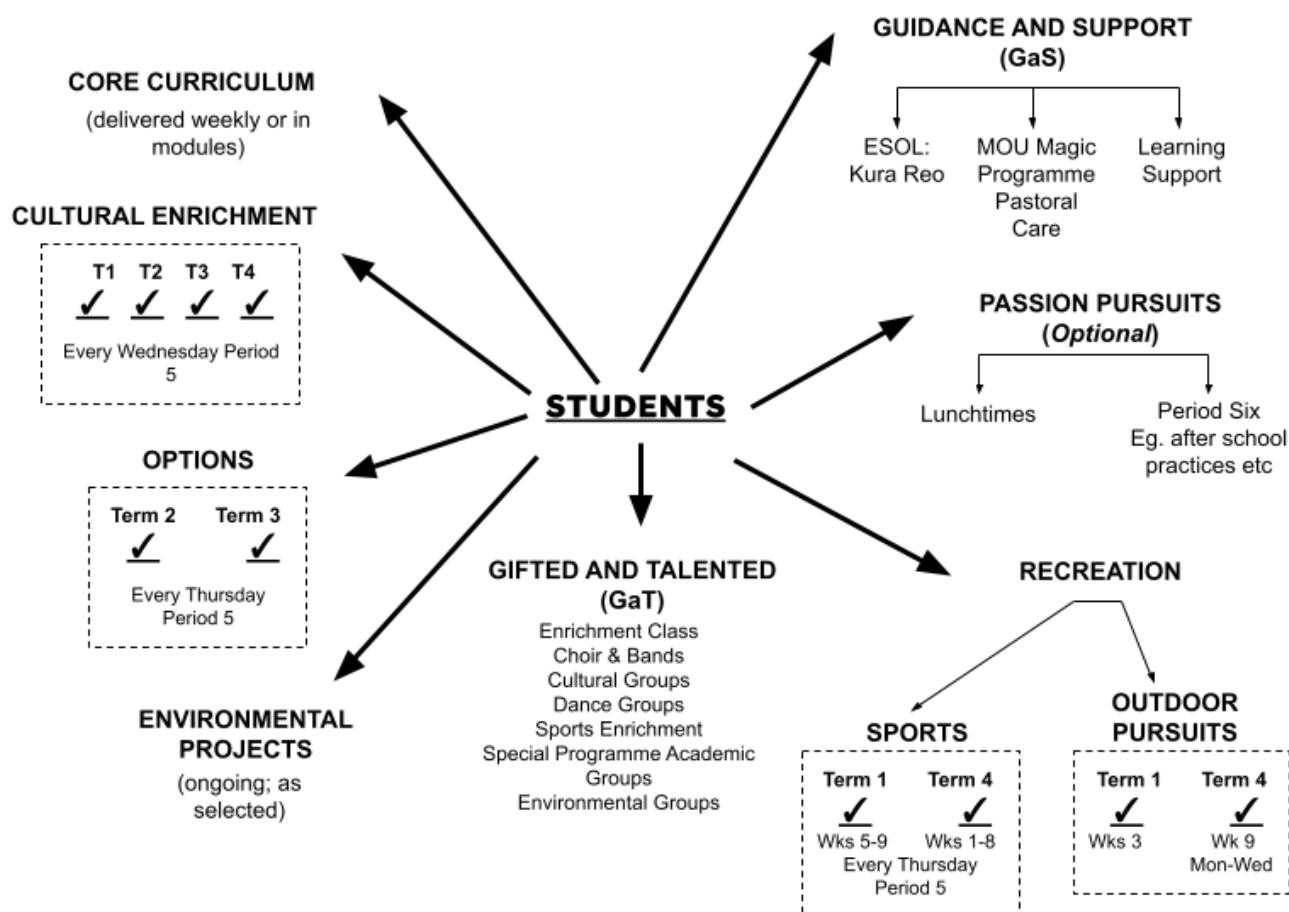 GUIDANCE AND SUPPORT
(GaS)
ESOL:
Kura Reo
MOU Magic
Programme
Pastoral
Care
Learning
Support
CORE CURRICULUM
(delivered weekly or in
modules)
CULTURAL ENRICHMENT
T1 T2 T3 T4
✓ ✓ ✓ ✓
Every Wednesday Period
5
PASSION PURSUITS
(Optional)
Lunchtimes
Period Six
Eg. after school
practices etc
STUDENTS
OPTIONS
Term 2 Term 3
✓ ✓
Every Thursday
Period 5
ENVIRONMENTAL
PROJECTS
(ongoing; as
selected)
GIFTED AND TALENTED
(GaT)
Enrichment Class
Choir & Bands
Cultural Groups
Dance Groups
Sports Enrichment
Special Programme Academic
Groups
Environmental Groups
RECREATION
SPORTS
Term 1 Term 4
✓ ✓
Wks 5-9 Wks 1-8
Every Thursday
Period 5
OUTDOOR
PURSUITS
Term 1 Term 4
✓ ✓
Wks 3 Wk 9
Mon-Wed